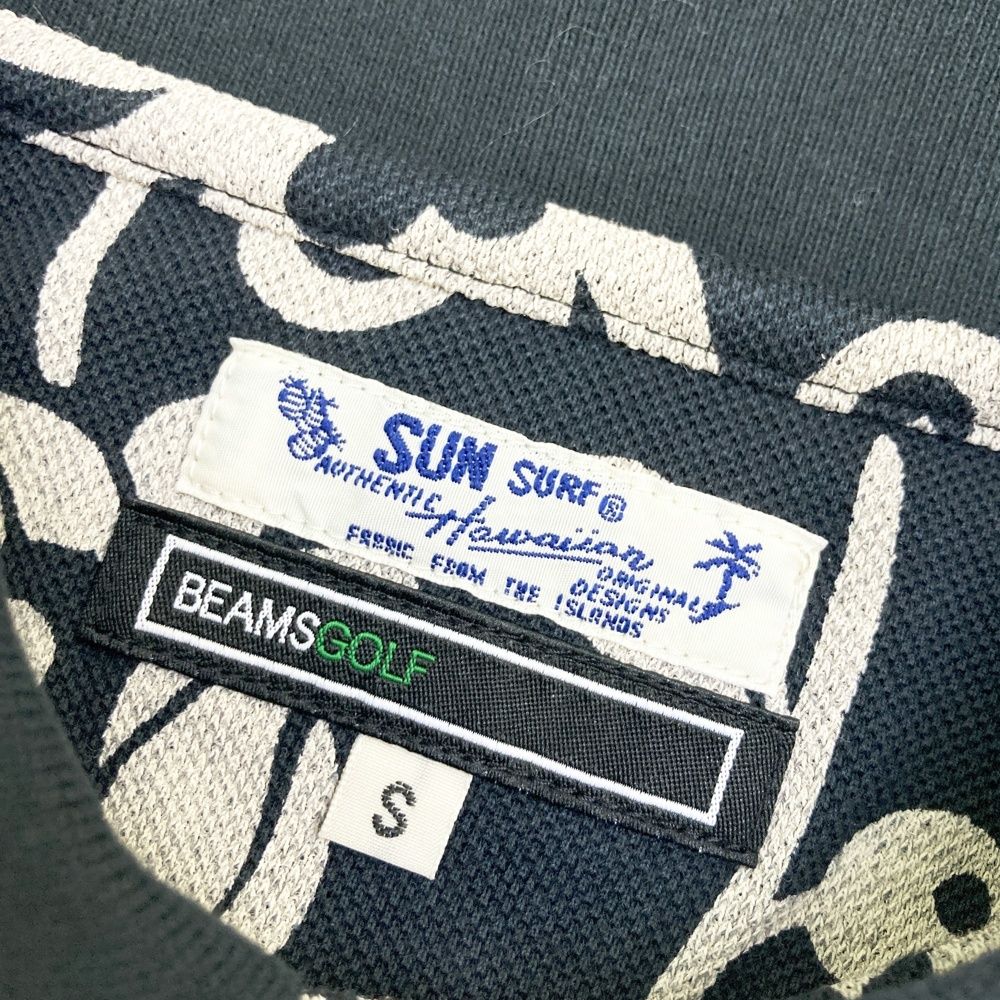 SUN SURF®
AUTHENTIC Hawaiian ORIGINAL DESIGNS
FABRIC FROM THE ISLANDS
BEAMSGOLF
S